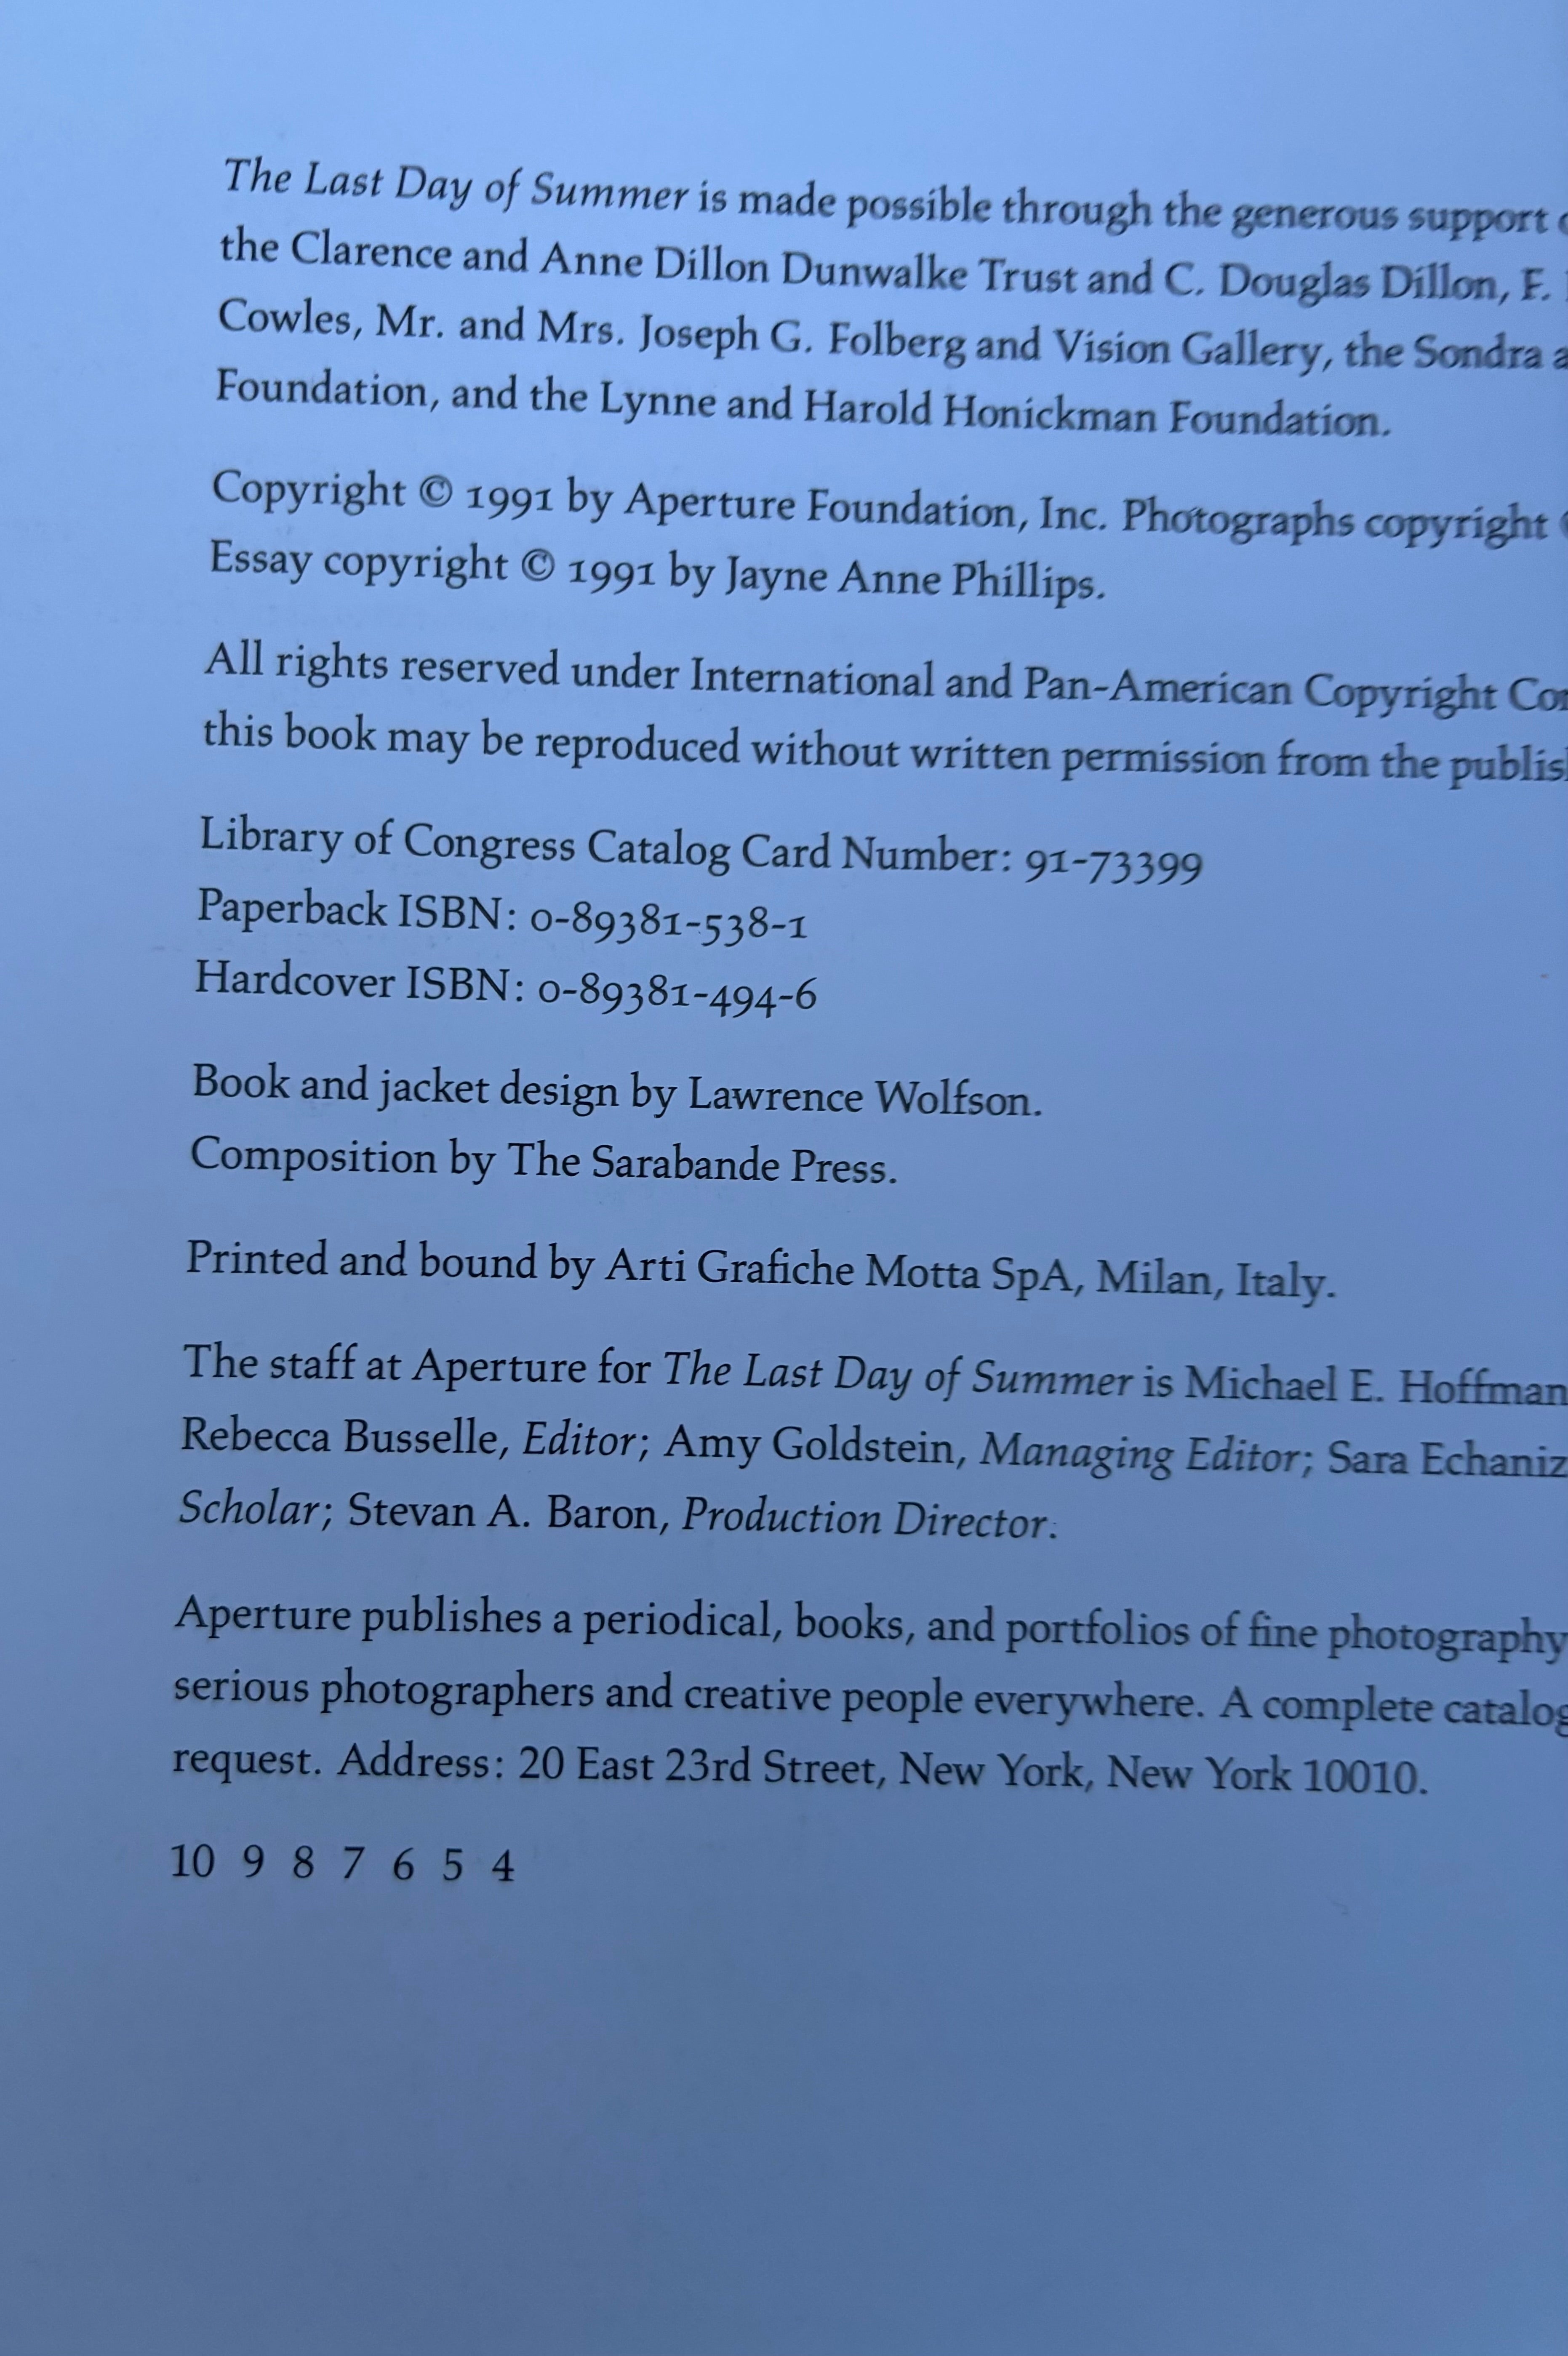 The Last Day of Summer is made possible through the generous support
the Clarence and Anne Dillon Dunwalke Trust and C. Douglas Dillon, F.
Cowles, Mr. and Mrs. Joseph G. Folberg and Vision Gallery, the Sondra
Foundation, and the Lynne and Harold Honickman Foundation.
Copyright © 1991 by Aperture Foundation, Inc. Photographs copyright
Essay copyright © 1991 by Jayne Anne Phillips.
All rights reserved under International and Pan-American Copyright
this book may be reproduced without written permission from the
Library of Congress Catalog Card Number: 91-73399
Paperback ISBN: 0-89381-538-1
Hardcover ISBN: 0-89381-494-6
Book and jacket design by Lawrence Wolfson.
Composition by The Sarabande Press.
Printed and bound by Arti Grafiche Motta SpA, Milan, Italy.
The staff at Aperture for The Last Day of Summer is Michael E. Hoffman
Rebecca Busselle, Editor; Amy Goldstein, Managing Editor; Sara Echaniz
Scholar; Stevan A. Baron, Production Director.
Aperture publishes a periodical, books, and portfolios of fine photography
serious photographers and creative people everywhere. A complete catalog
request. Address: 20 East 23rd Street, New York, New York 10010.
10 9 8 7 6 5 4